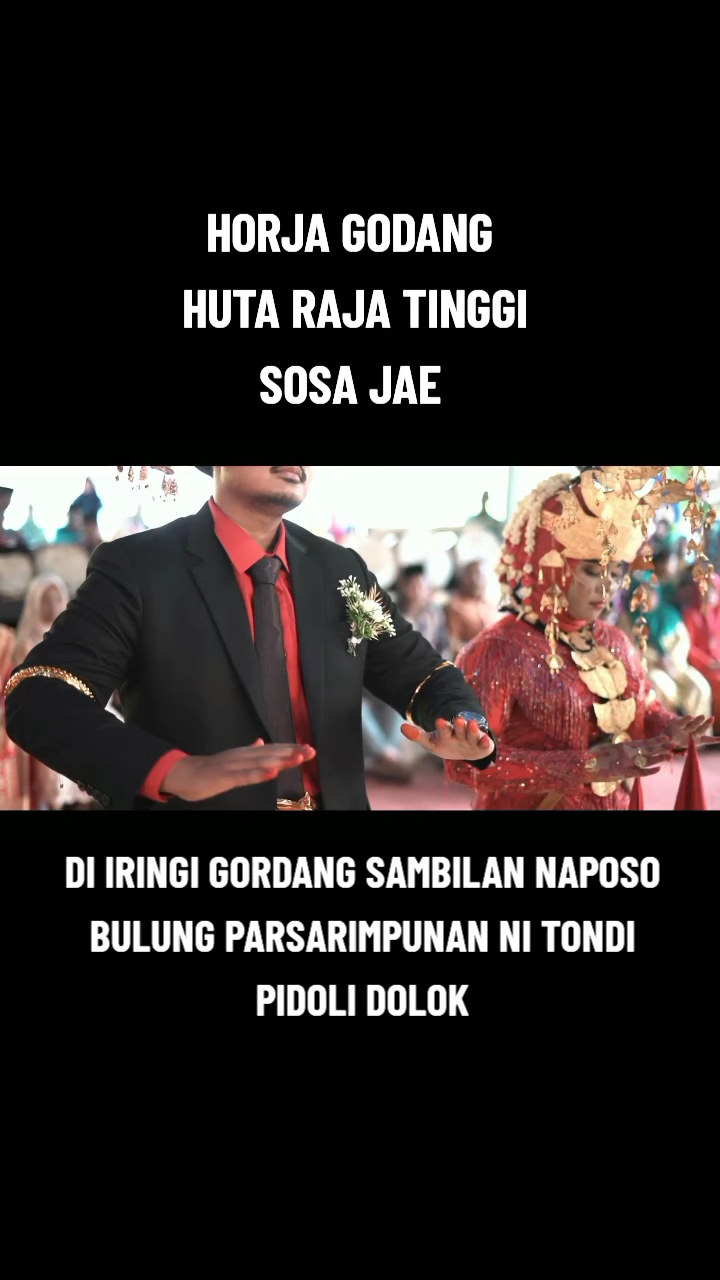 HORJA GODANG
HUTA RAJA TINGGI
SOSA JAE
DI IRINGI GORDANG SAMBILAN NAPOSO
BULUNG PARSARIMPUNAN NI TONDI
PIDOLI DOLOK